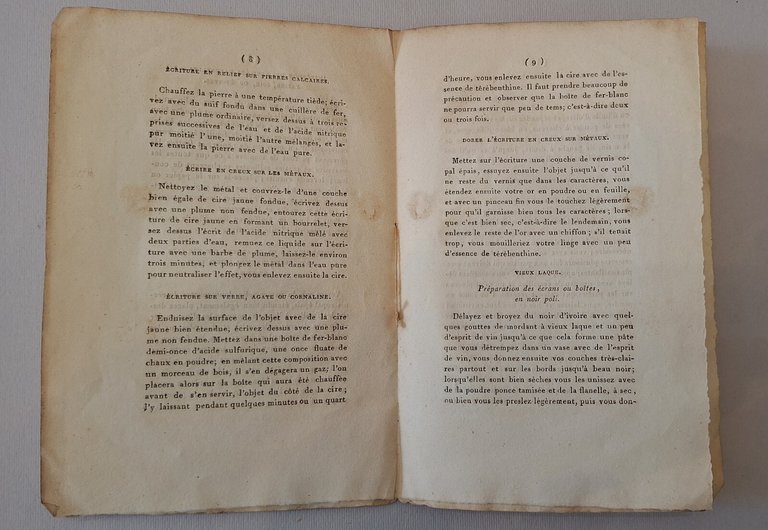 ( 8 )
ÉCRITURE EN RELIEF SUR PIERRES CALCAIRES.
Chauffez la pierre à une température tiède; écri-
vez avec du suif fondu dans une cuillère de fer,
avec une plume ordinaire, versez dessus à trois re-
prises successives de l'eau et de l'acide nitrique
pur moitié l'une, moitié l'autre mélangés, et la-
vez ensuite la pierre avec de l'eau pure.
ÉCRIRE EN CREUX SUR LES MÉTAUX.
Nettoyez le métal et couvrez-le d'une couche
bien égale de cire jaune fondue, écrivez dessus
avec une plume non fendue, entourez cette écri-
ture de cire jaune en formant un bourrelet, ver-
sez dessus l'écrit de l'acide nitrique mêlé avec
deux parties d'eau, remuez ce liquide sur l'écri-
ture avec une barbe de plume, laissez-le environ
trois minutes, et plongez le métal dans l'eau pure
pour neutraliser l'effet, vous enlevez ensuite la cire.
ÉCRITURE SUR VERRE, AGATE OU CORNALINE.
Enduisez la surface de l'objet avec de la cire
jaune bien étendue, écrivez dessus avec une plu-
me non fendue. Mettez dans une boîte de fer-blanc
demi-once d'acide sulfurique, une once fluate de
chaux en poudre; en mêlant cette composition avec
un morceau de bois, il s'en dégagera un gaz; l'on
placera alors sur la boîte qui aura été chauffée
avant de s'en servir, l'objet du côté de la cire;
j'y laissant pendant quelques minutes ou un quart
( 9 )
d'heure, vous enlevez ensuite la cire avec de l'es-
sence de térébenthine. Il faut prendre beaucoup de
précaution et observer que la boîte de fer-blanc
ne pourra servir que peu de tems; c'est-à-dire deux
ou trois fois.
DORER L'ÉCRITURE EN CREUX SUR MÉTAUX.
Mettez sur l'écriture une couche de vernis co-
pal épais, essuyez ensuite l'objet jusqu'à ce qu'il
ne reste du vernis que dans les caractères, vous
étendez ensuite votre or en poudre ou en feuille,
et avec un pinceau fin vous le touchez légèrement
pour qu'il garnisse bien tous les caractères; lors-
que c'est bien sec, c'est-à-dire le lendemain, vous
enlevez le reste de l'or avec un chiffon; s'il tenait
trop, vous mouilleriez votre linge avec un peu
d'essence de térébenthine.
VIEUX LAQUE.
Préparation des écrans ou boîtes,
en noir poli.
Délayez et broyez du noir d'ivoire avec quel-
ques gouttes de mordant à vieux laque et un peu
d'esprit de vin jusqu'à ce que cela forme une pâte
que vous détrempez dans un vase avec de l'esprit
de vin, vous donnez ensuite vos couches très-clai-
res partout et sur les bords jusqu'à beau noir;
lorsqu'elles sont bien sèches vous les unissez avec
de la poudre ponce tamisée et la flanelle, à sec,
ou bien vous les preslez légèrement, puis vous don-